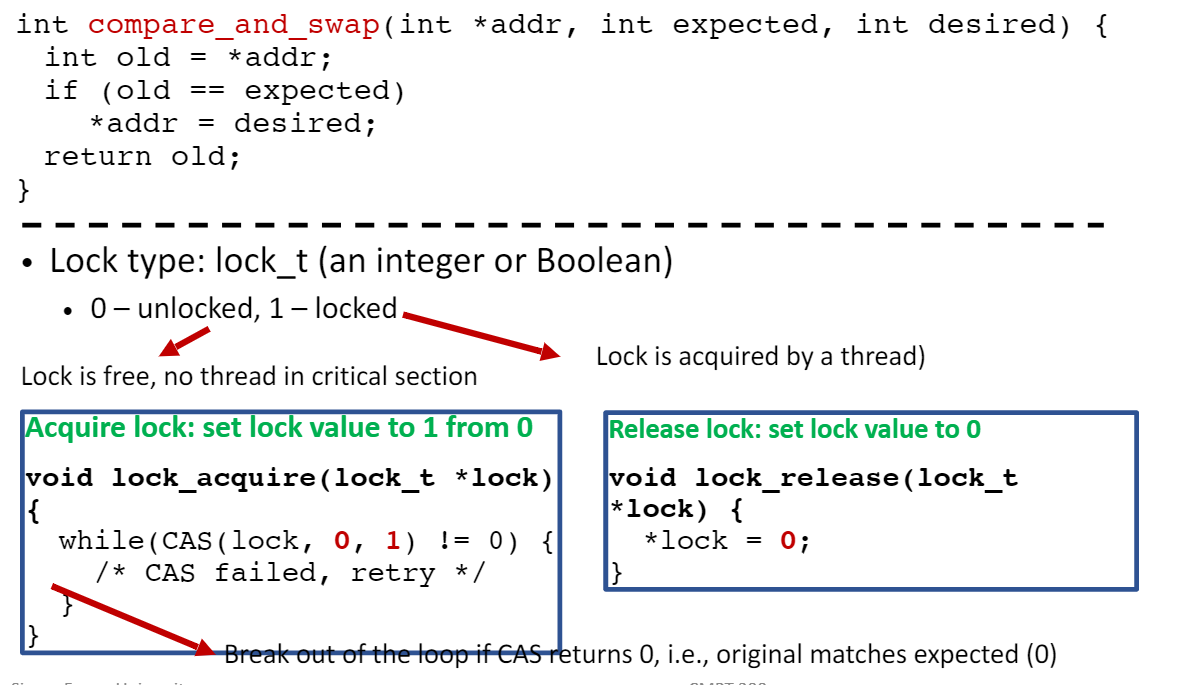 int compare_and_swap(int *addr, int expected, int desired) {
int old = *addr;
if (old == expected)
*addr = desired;
return old;
}
• Lock type: lock_t (an integer or Boolean)
• 0 – unlocked, 1 – locked
Lock is free, no thread in critical section
Lock is acquired by a thread)
Acquire lock: set lock value to 1 from 0
void lock_acquire(lock_t *lock)
{
while(CAS(lock, 0, 1) != 0) {
/* CAS failed, retry */
}
}
Release lock: set lock value to 0
void lock_release(lock_t
*lock) {
*lock = 0;
}
Break out of the loop if CAS returns 0, i.e., original matches expected (0)